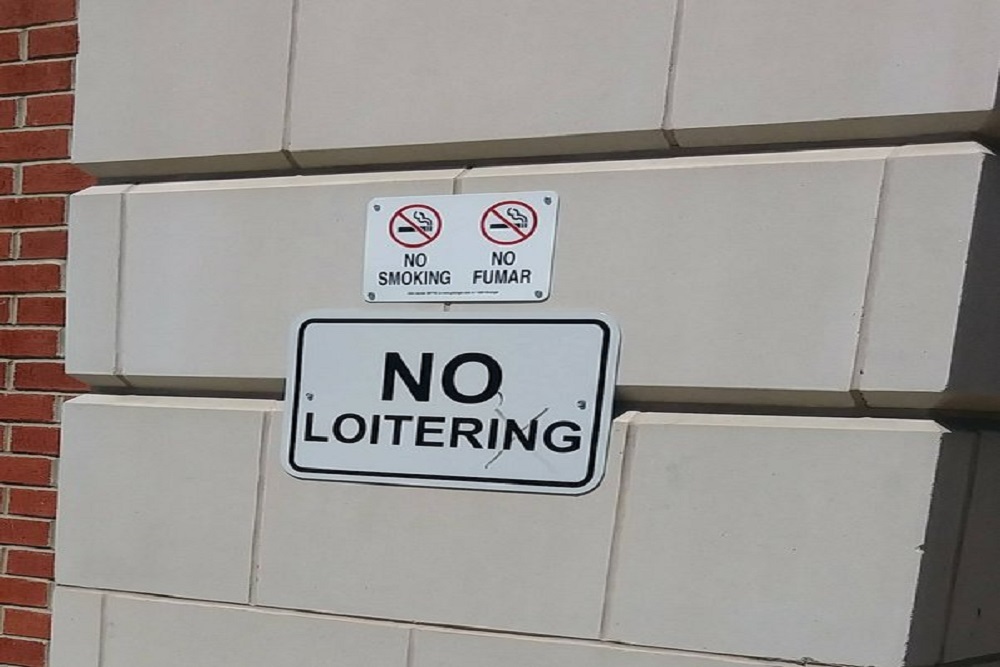 NO NO
SMOKING FUMAR
NO
LOITERING